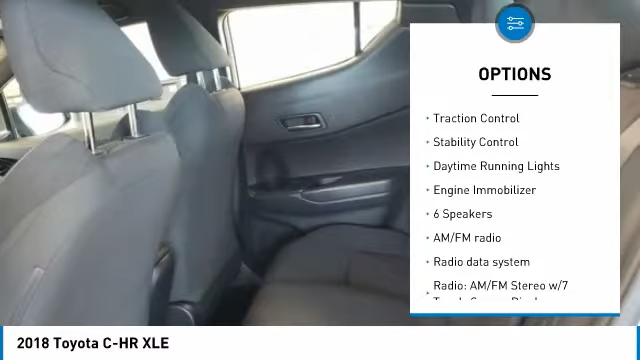 OPTIONS
Traction Control
Stability Control
Daytime Running Lights
Engine Immobilizer
6 Speakers
AM/FM radio
Radio data system
Radio: AM/FM Stereo w/7
2018 Toyota C-HR XLE